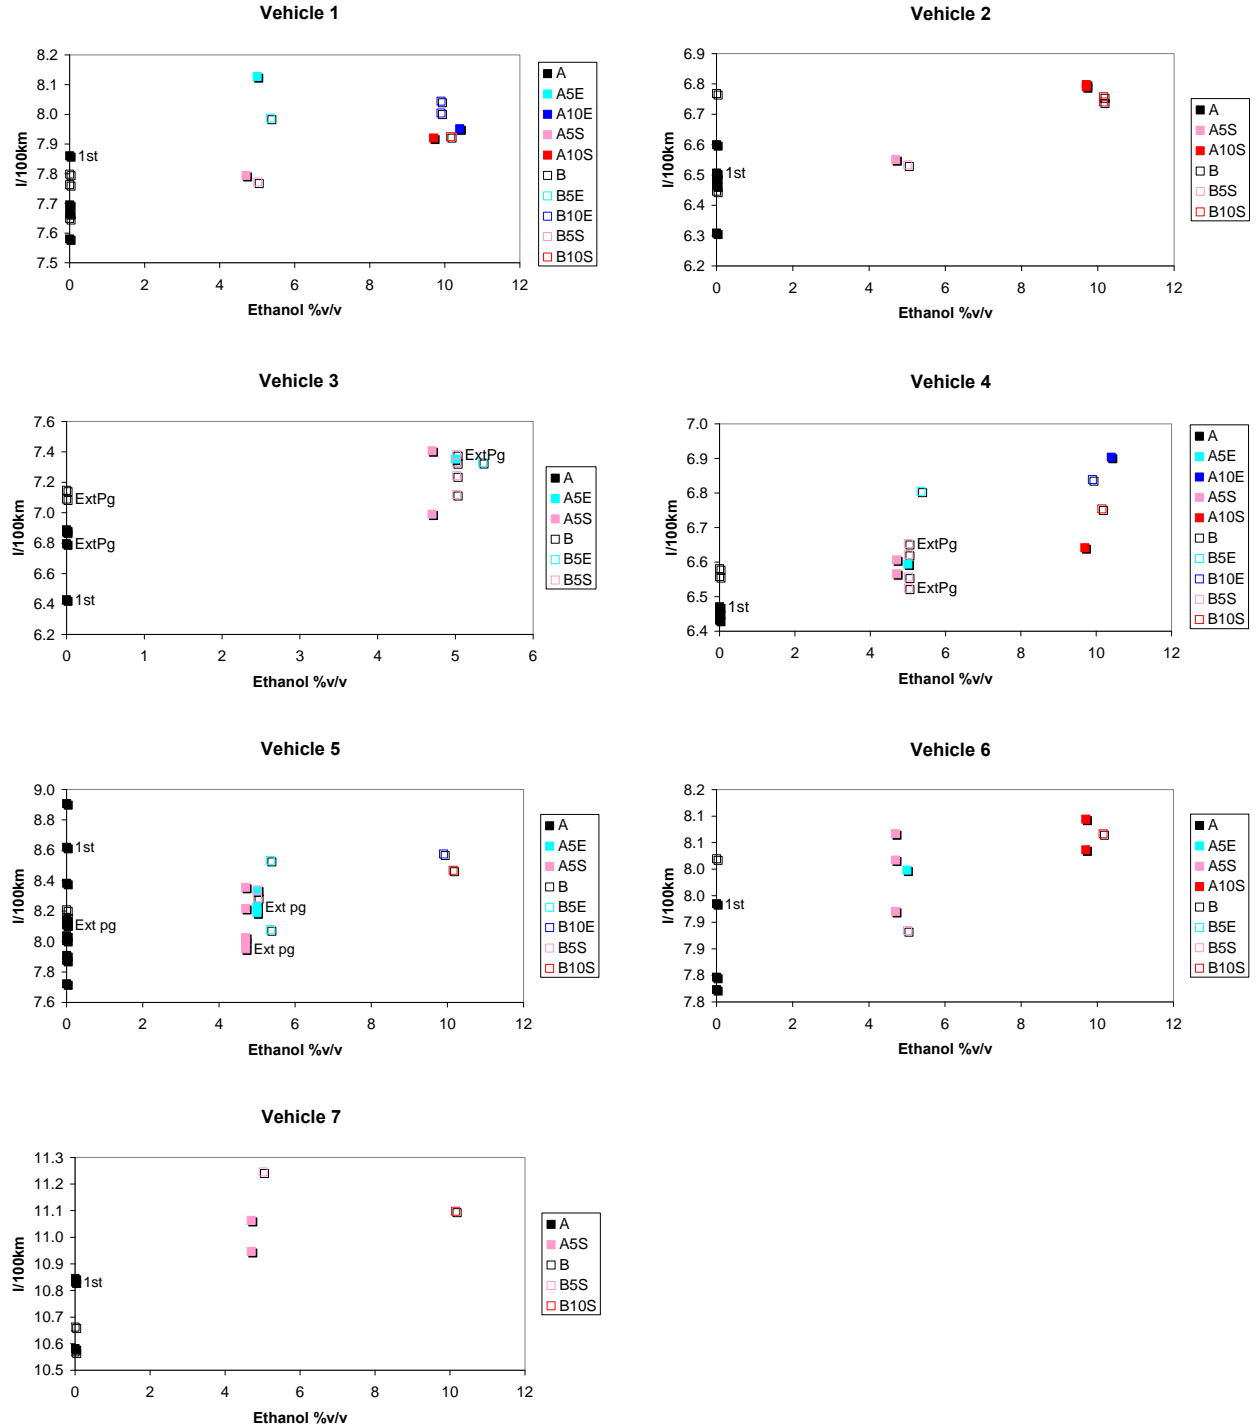 Vehicle 1
8.2
8.1
8.0
7.9
7.8
7.7
7.6
7.5
l/100km
1st
0 2 4 6 8 10 12
Ethanol %v/v
A
A5E
A10E
A5S
A10S
B
B5E
B10E
B5S
B10S
Vehicle 2
6.9
6.8
6.7
6.6
6.5
6.4
6.3
6.2
l/100km
1st
0 2 4 6 8 10 12
Ethanol %v/v
A
A5S
A10S
B
B5S
B10S
Vehicle 3
7.6
7.4
7.2
7.0
6.8
6.6
6.4
6.2
l/100km
ExtPg
ExtPg
ExtPg
1st
0 1 2 3 4 5 6
Ethanol %v/v
A
A5E
A5S
B
B5E
B5S
Vehicle 4
7.0
6.9
6.8
6.7
6.6
6.5
6.4
l/100km
ExtPg
ExtPg
1st
0 2 4 6 8 10 12
Ethanol %v/v
A
A5E
A10E
A5S
A10S
B
B5E
B10E
B5S
B10S
Vehicle 5
9.0
8.8
8.6
8.4
8.2
8.0
7.8
7.6
l/100km
1st
Ext pg
Ext pg
Ext pg
0 2 4 6 8 10 12
Ethanol %v/v
A
A5E
A5S
B
B5E
B10E
B5S
B10S
Vehicle 6
8.2
8.1
8.1
8.0
8.0
7.9
7.9
7.8
7.8
l/100km
1st
0 2 4 6 8 10 12
Ethanol %v/v
A
A5E
A5S
A10S
B
B5E
B5S
B10S
Vehicle 7
11.3
11.2
11.1
11.0
10.9
10.8
10.7
10.6
10.5
l/100km
1st
0 2 4 6 8 10 12
Ethanol %v/v
A
A5S
B
B5S
B10S